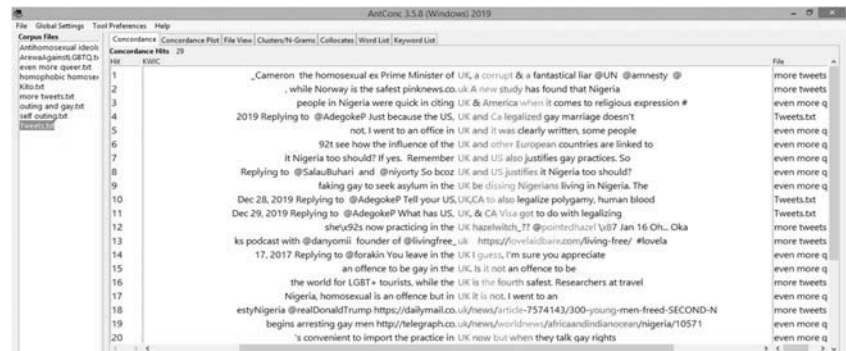 AntConc 3.5.8 (Windows) 2019
File Global Settings Tool Preferences Help
Corpus Files
Antihomosexual ideolo
ArewaAgainstLGBTQ.tx
even more queer.txt
homophobic homosex
Kito.txt
more tweets.txt
outing and gay.txt
self outing.txt
Tweets.txt
Concordance Concordance Plot File View Clusters/N-Grams Collocates Word List Keyword List
Concordance Hits 29
Hit KWIC File
1 _Cameron the homosexual ex Prime Minister of UK, a corrupt & a fantastical liar @UN @amnesty @ more tweets
2 , while Norway is the safest pinknews.co.uk A new study has found that Nigeria more tweets
3 people in Nigeria were quick in citing UK & America when it comes to religious expression # even more q
4 2019 Replying to @AdegokeP Just because the US, UK and Ca legalized gay marriage doesn't Tweets.txt
5 not. I went to an office in UK and it was clearly written, some people even more q
6 92t see how the influence of the UK and other European countries are linked to even more q
7 it Nigeria too should? If yes. Remember UK and US also justifies gay practices. So even more q
8 Replying to @SalauBuhari and @niyorty So bcoz UK and US justifies it Nigeria too should? even more q
9 faking gay to seek asylum in the UK be dissing Nigerians living in Nigeria. The even more q
10 Dec 28, 2019 Replying to @AdegokeP Tell your US,UK,CA to also legalize polygamy, human blood Tweets.txt
11 Dec 29, 2019 Replying to @AdegokeP What has US, UK, & CA Visa got to do with legalizing Tweets.txt
12 she\x92s now practicing in the UK hazelwitch_?? @pointedhazel \x87 Jan 16 Oh... Oka more tweets
13 ks podcast with @danyomii founder of @livingfree_uk https://lovelaidbare.com/living-free/ #lovela more tweets
14 17, 2017 Replying to @forakin You leave in the UK I guess, I'm sure you appreciate even more q
15 an offence to be gay in the UK. Is it not an offence to be even more q
16 the world for LGBT+ tourists, while the UK is the fourth safest. Researchers at travel more tweets
17 Nigeria, homosexual is an offence but in UK it is not. I went to an even more q
18 estyNigeria @realDonaldTrump https://dailymail.co.uk/news/article-7574143/300-young-men-freed-SECOND-N more tweets
19 begins arresting gay men http://telegraph.co.uk/news/worldnews/africaandindianocean/nigeria/10571 even more q
20 's convenient to import the practice in UK now but when they talk gay rights even more q